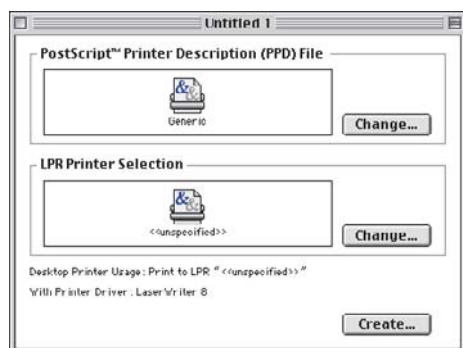 Untitled 1
PostScript™ Printer Description (PPD) File
Generic
Change...
LPR Printer Selection
<<unspecified>>
Change...
Desktop Printer Usage : Print to LPR “ <<unspecified>> ”
With Printer Driver : LaserWriter 8
Create...